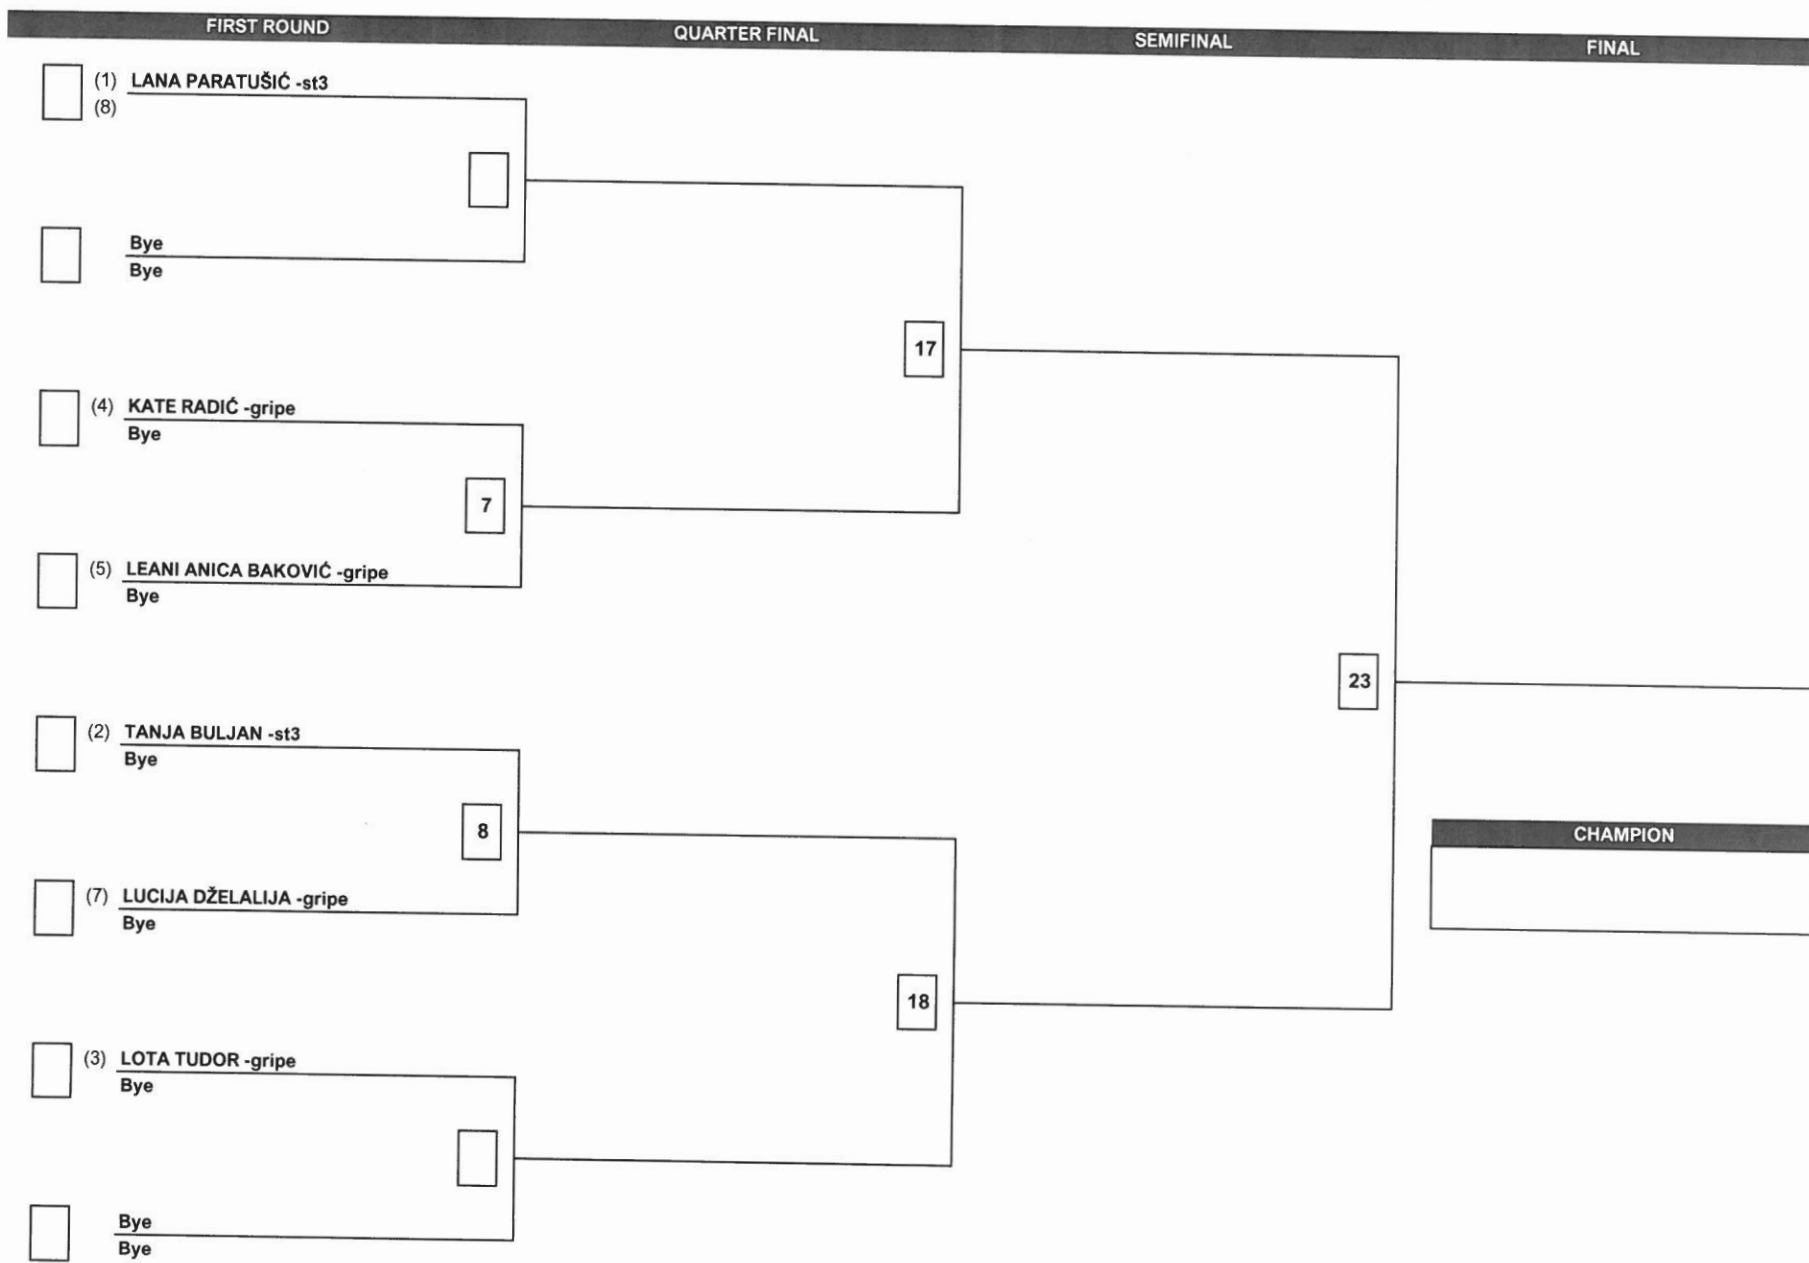 FIRST ROUND QUARTER FINAL SEMIFINAL FINAL
(1) LANA PARATUŠIĆ -st3
(8)
Bye
Bye
17
(4) KATE RADIĆ -gripe
Bye
7
(5) LEANI ANICA BAKOVIĆ -gripe
Bye
23
(2) TANJA BULJAN -st3
Bye
8
CHAMPION
(7) LUCIJA DŽELALIJA -gripe
Bye
18
(3) LOTA TUDOR -gripe
Bye
Bye
Bye